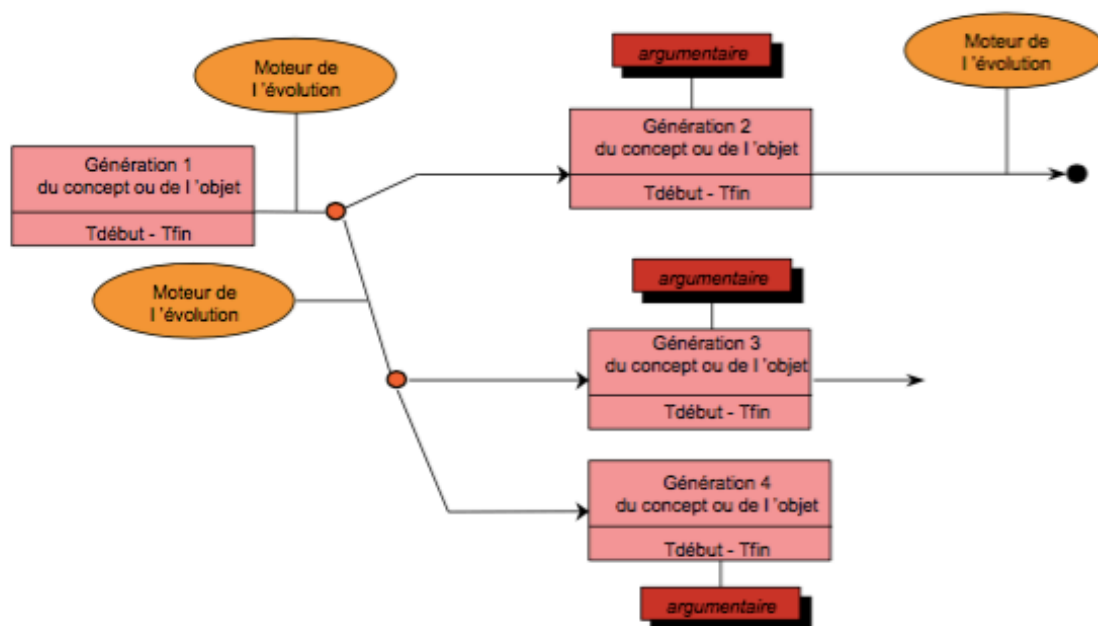 Moteur de
l 'évolution
argumentaire
Moteur de
l 'évolution
Génération 1
du concept ou de l 'objet
Tdébut - Tfin
Génération 2
du concept ou de l 'objet
Tdébut - Tfin
Moteur de
l 'évolution
argumentaire
Génération 3
du concept ou de l 'objet
Tdébut - Tfin
Génération 4
du concept ou de l 'objet
Tdébut - Tfin
argumentaire